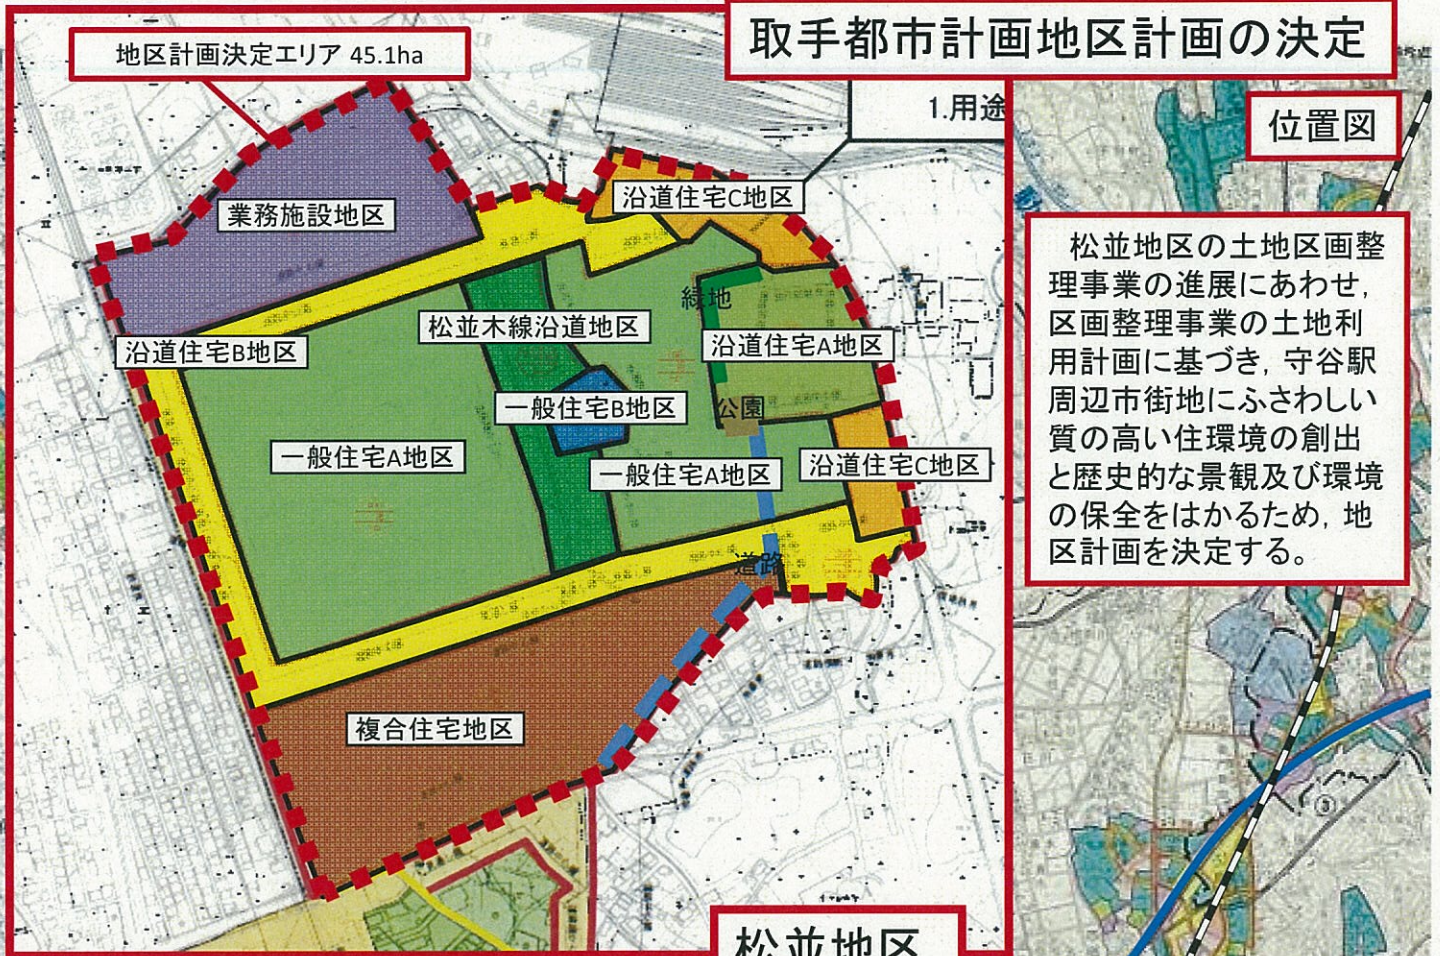 取手都市計画地区計画の決定
地区計画決定エリア 45.1ha
1.用途
位置図
業務施設地区
沿道住宅C地区
緑地
松並木線沿道地区
沿道住宅B地区
沿道住宅A地区
一般住宅B地区
公園
一般住宅A地区
一般住宅A地区
沿道住宅C地区
道路
複合住宅地区
松並地区の土地区画整
理事業の進展にあわせ，
区画整理事業の土地利
用計画に基づき，守谷駅
周辺市街地にふさわしい
質の高い住環境の創出
と歴史的な景観及び環境
の保全をはかるため，地
区計画を決定する。
松並地区